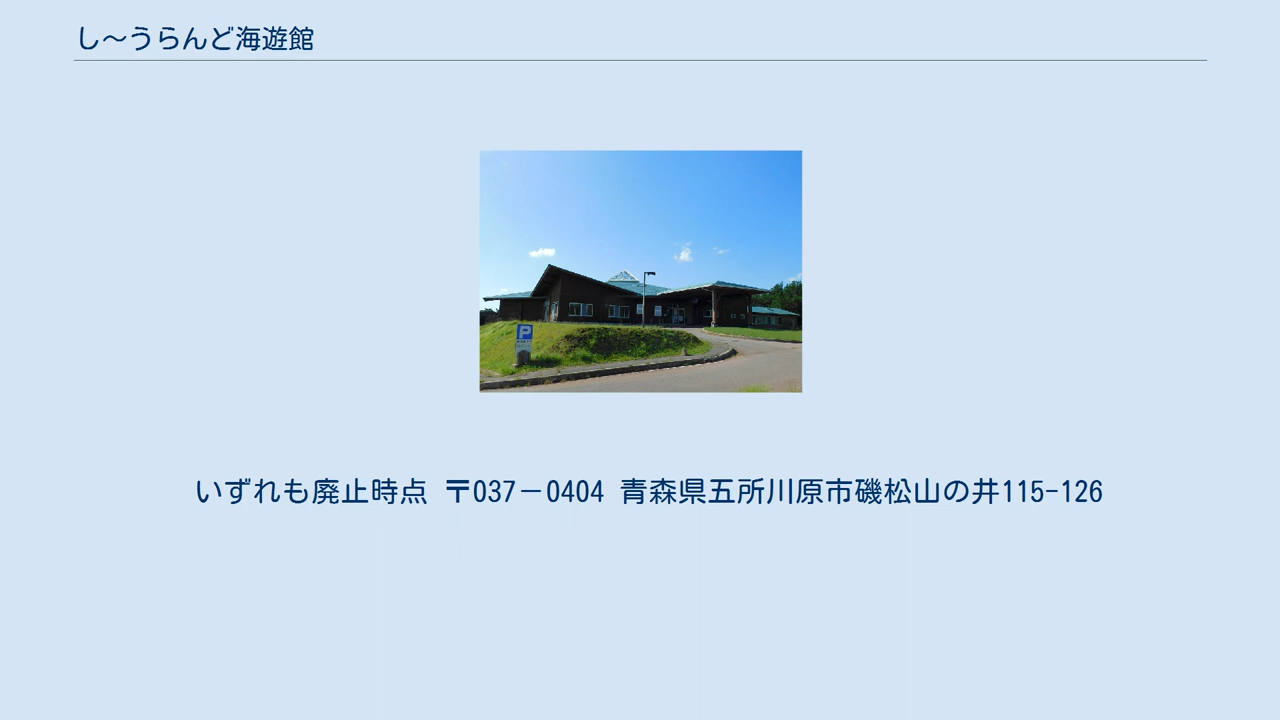 し～うらんど海遊館
P
いずれも廃止時点 〒037－0404 青森県五所川原市磯松山の井115-126